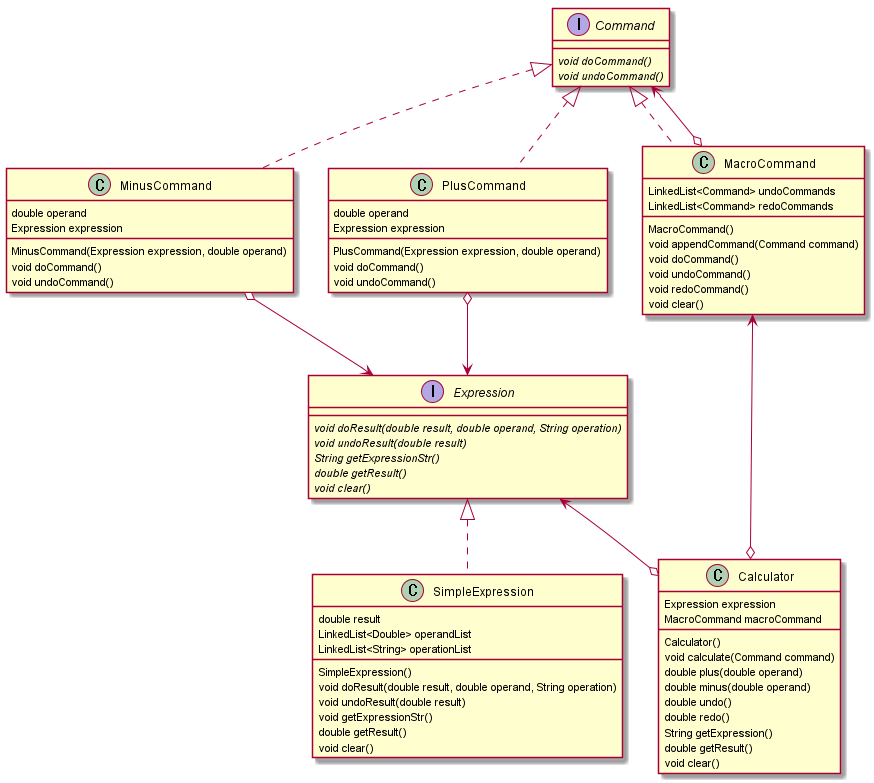 I Command
void doCommand()
void undoCommand()
C MinusCommand
double operand
Expression expression
MinusCommand(Expression expression, double operand)
void doCommand()
void undoCommand()
C PlusCommand
double operand
Expression expression
PlusCommand(Expression expression, double operand)
void doCommand()
void undoCommand()
C MacroCommand
LinkedList<Command> undoCommands
LinkedList<Command> redoCommands
MacroCommand()
void appendCommand(Command command)
void doCommand()
void undoCommand()
void redoCommand()
void clear()
I Expression
void doResult(double result, double operand, String operation)
void undoResult(double result)
String getExpressionStr()
double getResult()
void clear()
C SimpleExpression
double result
LinkedList<Double> operandList
LinkedList<String> operationList
SimpleExpression()
void doResult(double result, double operand, String operation)
void undoResult(double result)
void getExpressionStr()
double getResult()
void clear()
C Calculator
Expression expression
MacroCommand macroCommand
Calculator()
void calculate(Command command)
double plus(double operand)
double minus(double operand)
double undo()
double redo()
String getExpression()
double getResult()
void clear()